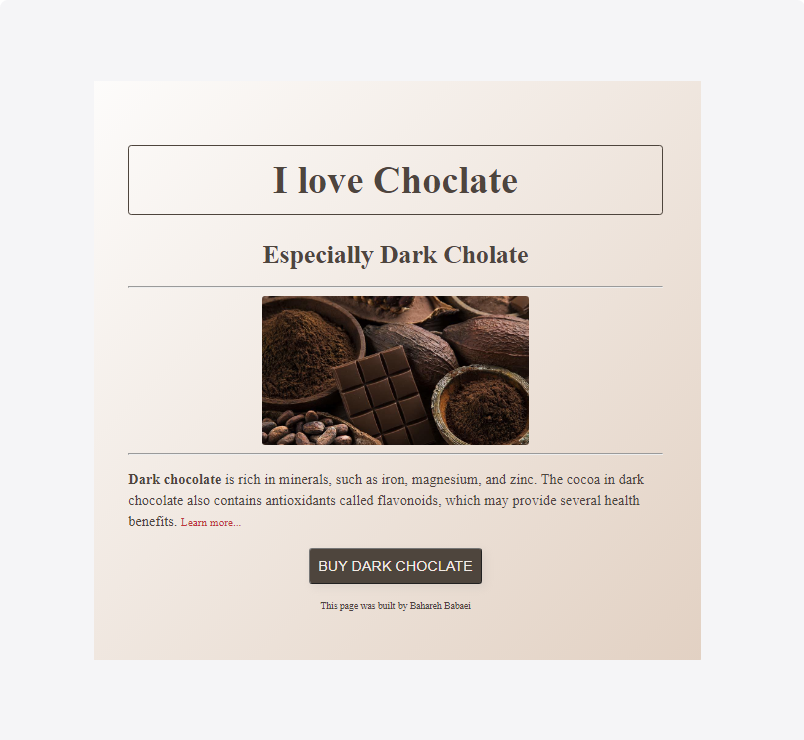 I love Choclate
Especially Dark Cholate
Dark chocolate is rich in minerals, such as iron, magnesium, and zinc. The cocoa in dark
chocolate also contains antioxidants called flavonoids, which may provide several health
benefits. Learn more...
BUY DARK CHOCLATE
This page was built by Bahareh Babaei